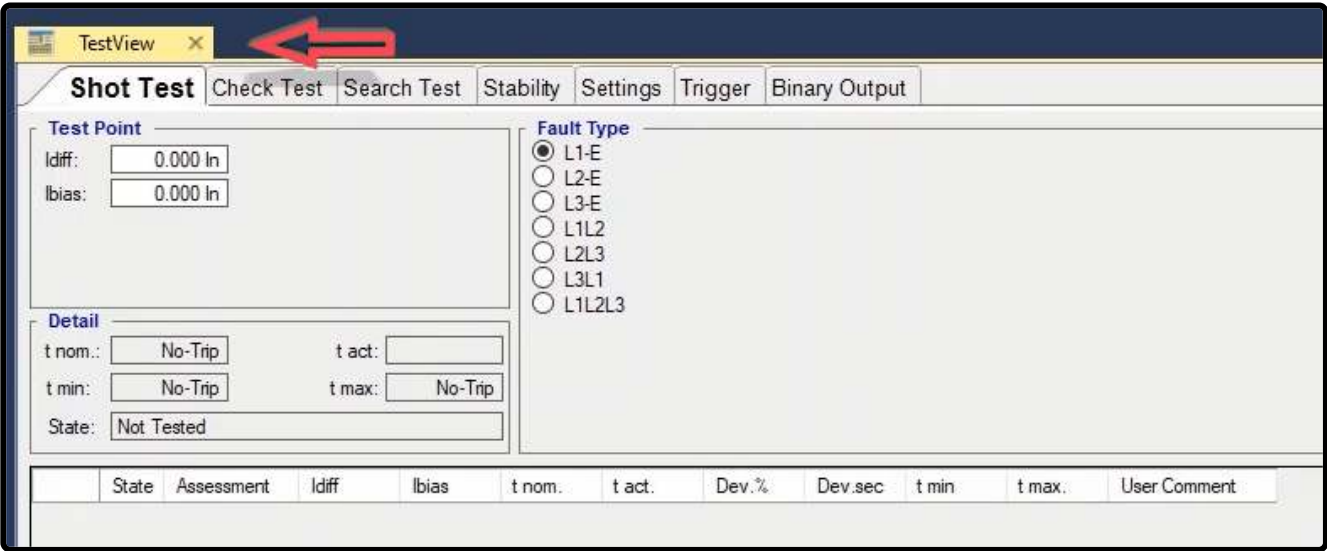 TestView
Shot Test Check Test Search Test Stability Settings Trigger Binary Output
Test Point
Idiff: 0.000 In
Ibias: 0.000 In
Fault Type
L1-E
L2-E
L3-E
L1L2
L2L3
L3L1
L1L2L3
Detail
t nom.: No-Trip t act:
t min: No-Trip t max: No-Trip
State: Not Tested
State Assessment Idiff Ibias t nom. t act. Dev.% Dev.sec t min t max. User Comment